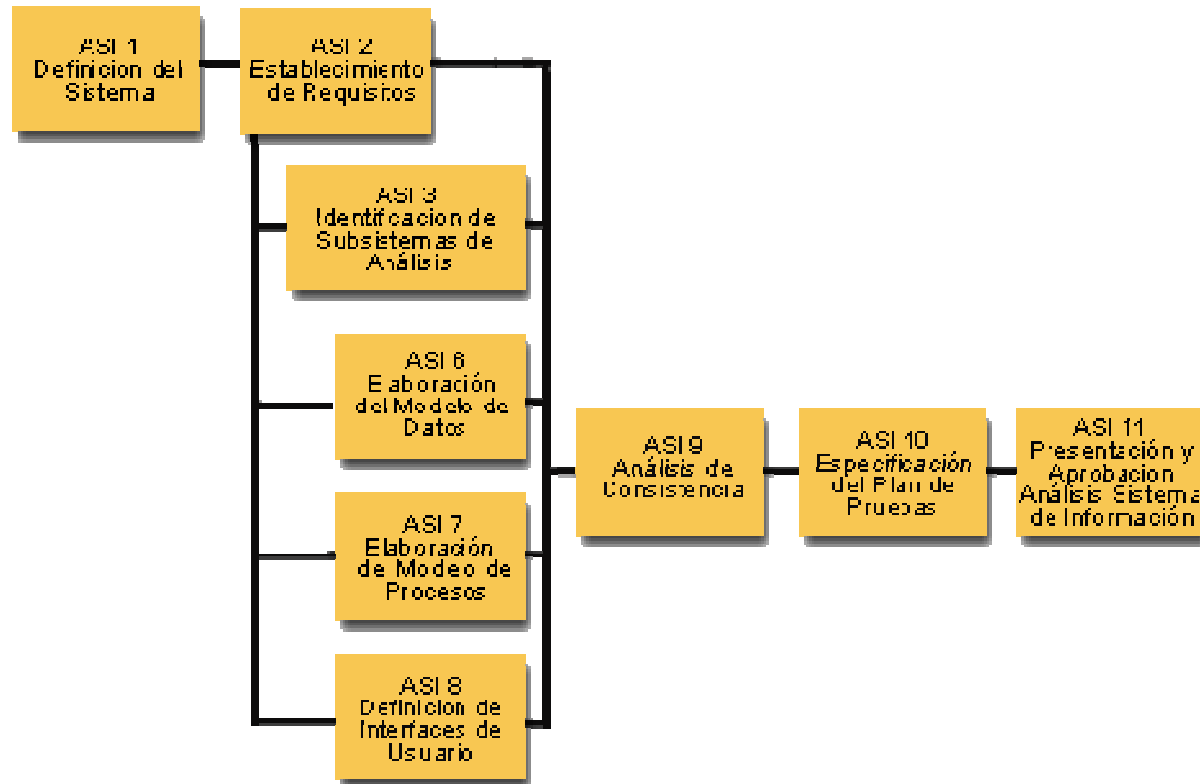 ASI 1
Definicion del
Sistema
ASI 2
Establecimiento
de Requisitos
ASI 3
Identifcacion de
Subsistemas de
Análisis
ASI 6
Elaboración
del Modelo de
Datos
ASI 7
Elaboración
de Modeo de
Procesos
ASI 8
Definicion de
Interfaces de
Usuario
ASI 9
Análisis de
Consistencia
ASI 10
Especificación
del Plan de
Pruebas
ASI 11
Presentación y
Aprobacion
Análisis Sistema
de Información